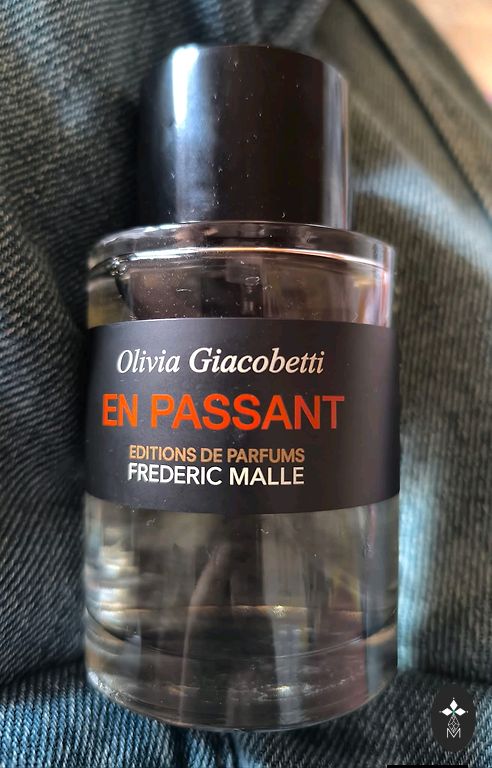 Olivia Giacobetti
EN PASSANT
EDITIONS DE PARFUMS
FREDERIC MALLE